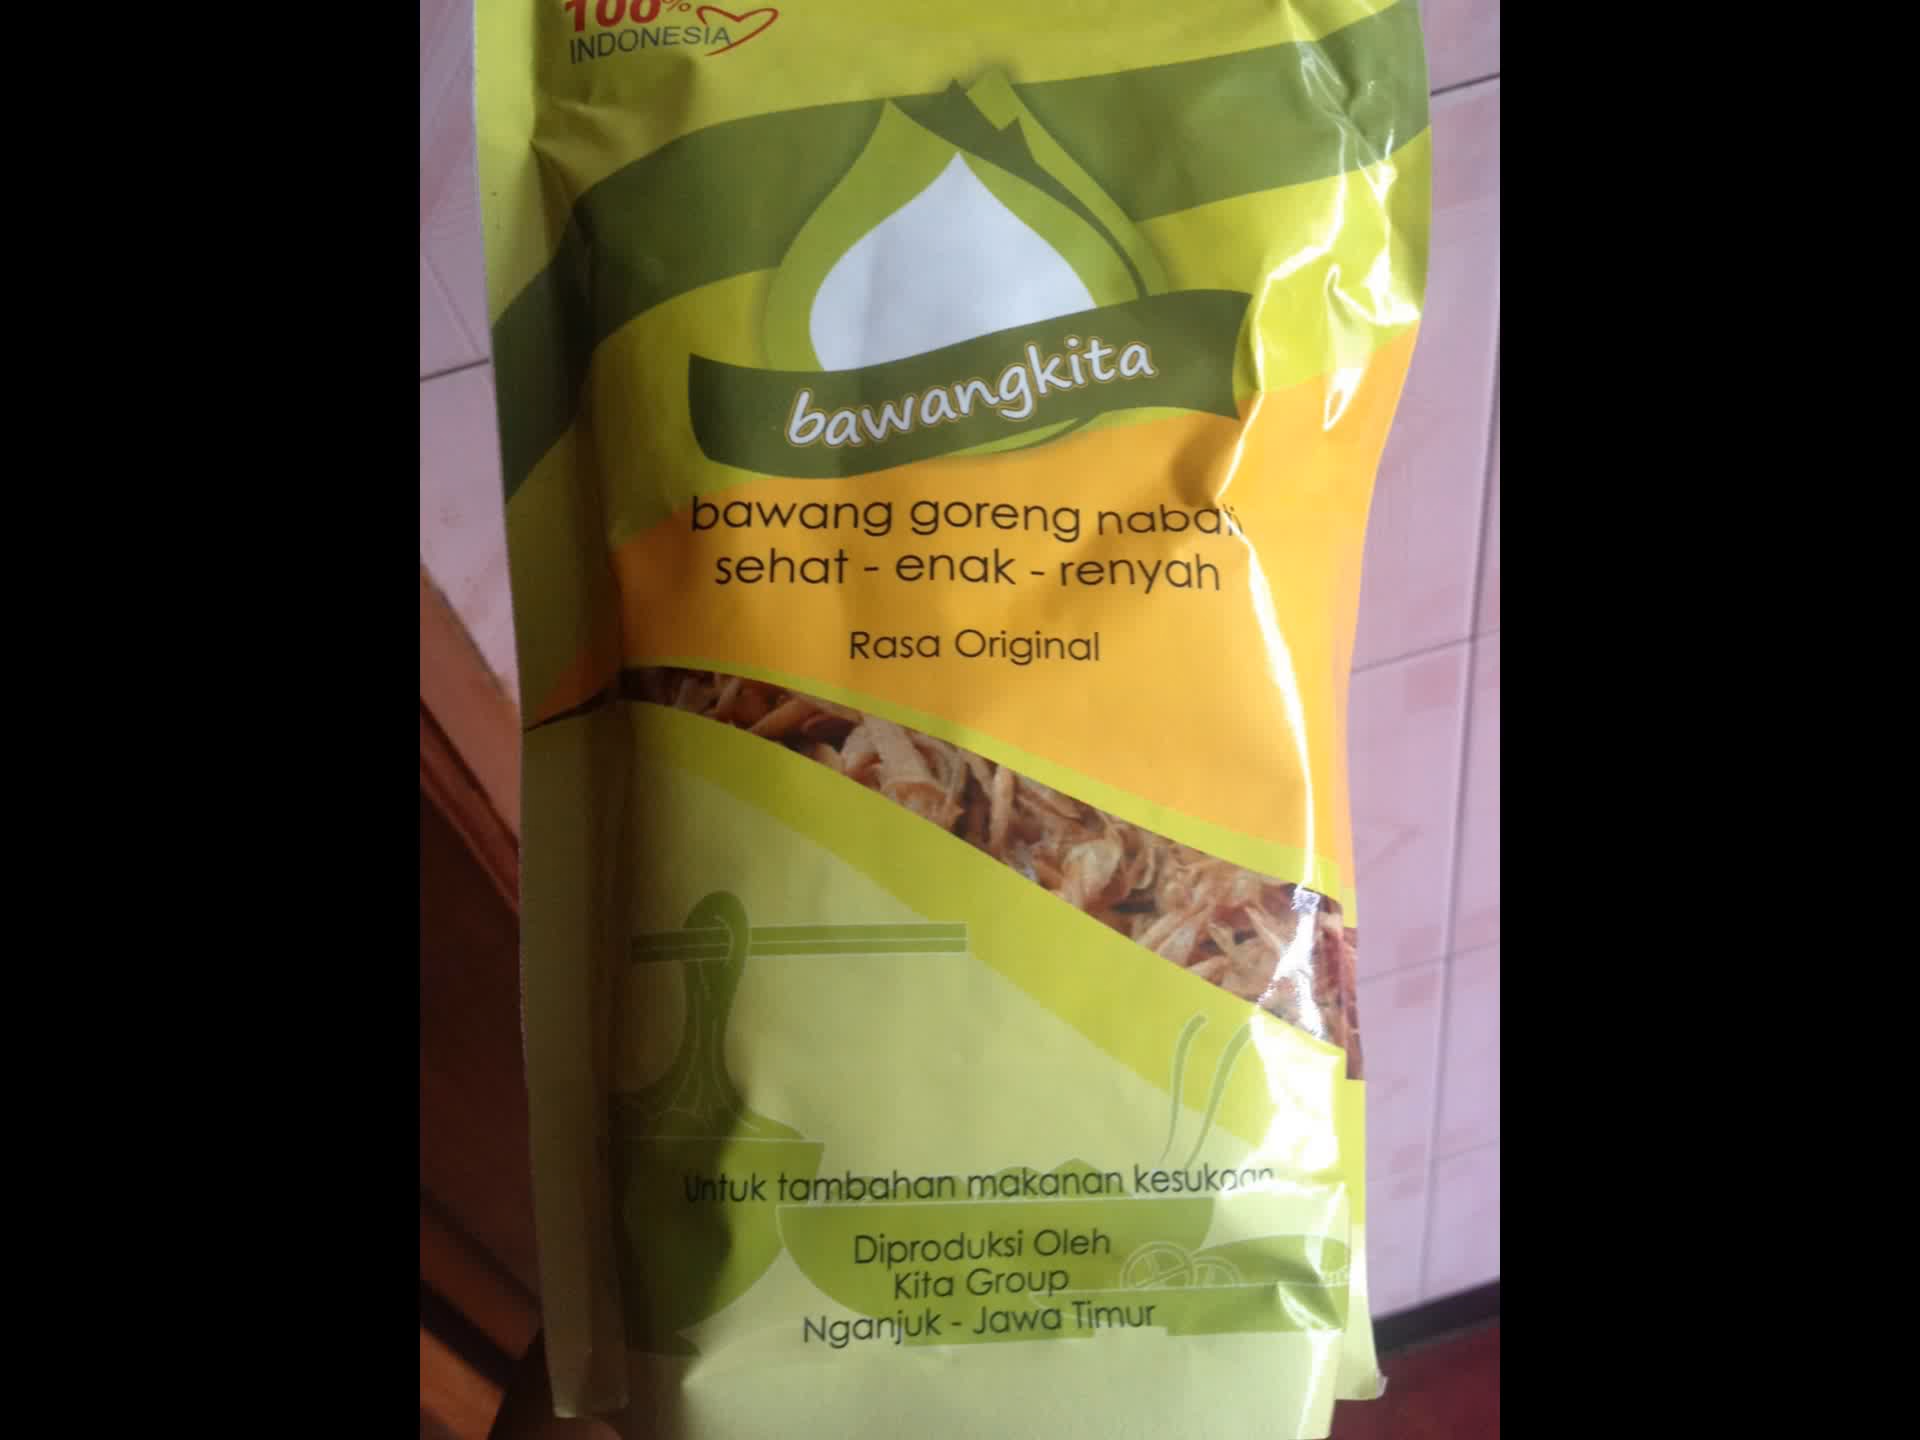 100%
INDONESIA
bawangkita
bawang goreng nabati
sehat - enak - renyah
Rasa Original
Untuk tambahan makanan kesukaan
Diproduksi Oleh
Kita Group
Nganjuk - Jawa Timur